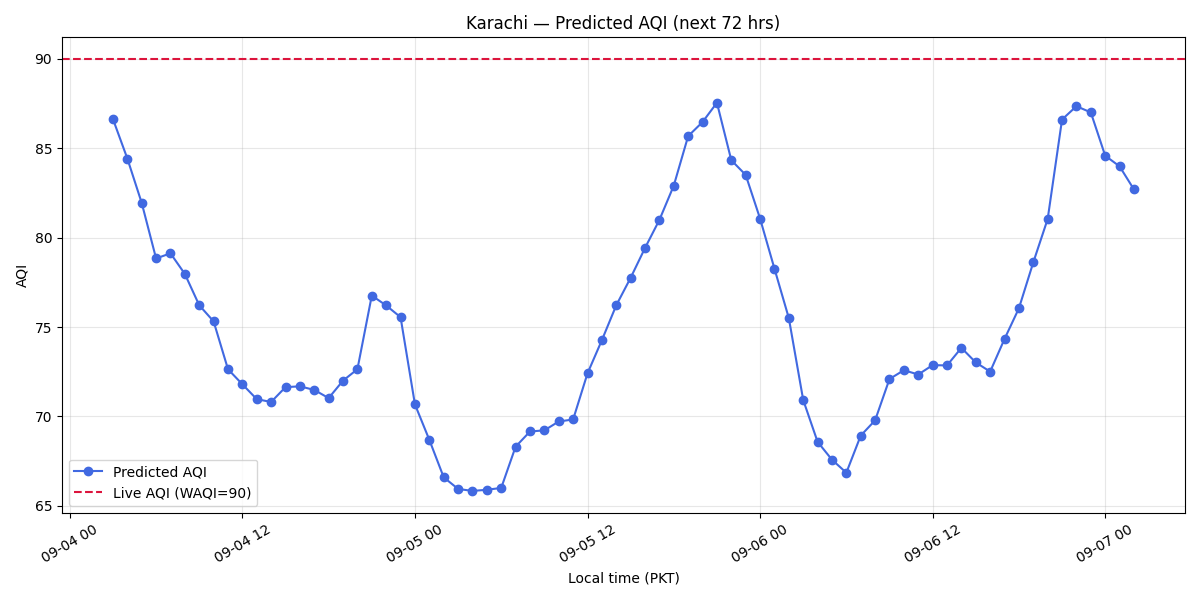 Karachi — Predicted AQI (next 72 hrs)
AQI
90
85
80
75
70
65
Predicted AQI
Live AQI (WAQI=90)
09-04 00
09-04 12
09-05 00
09-05 12
09-06 00
09-06 12
09-07 00
Local time (PKT)